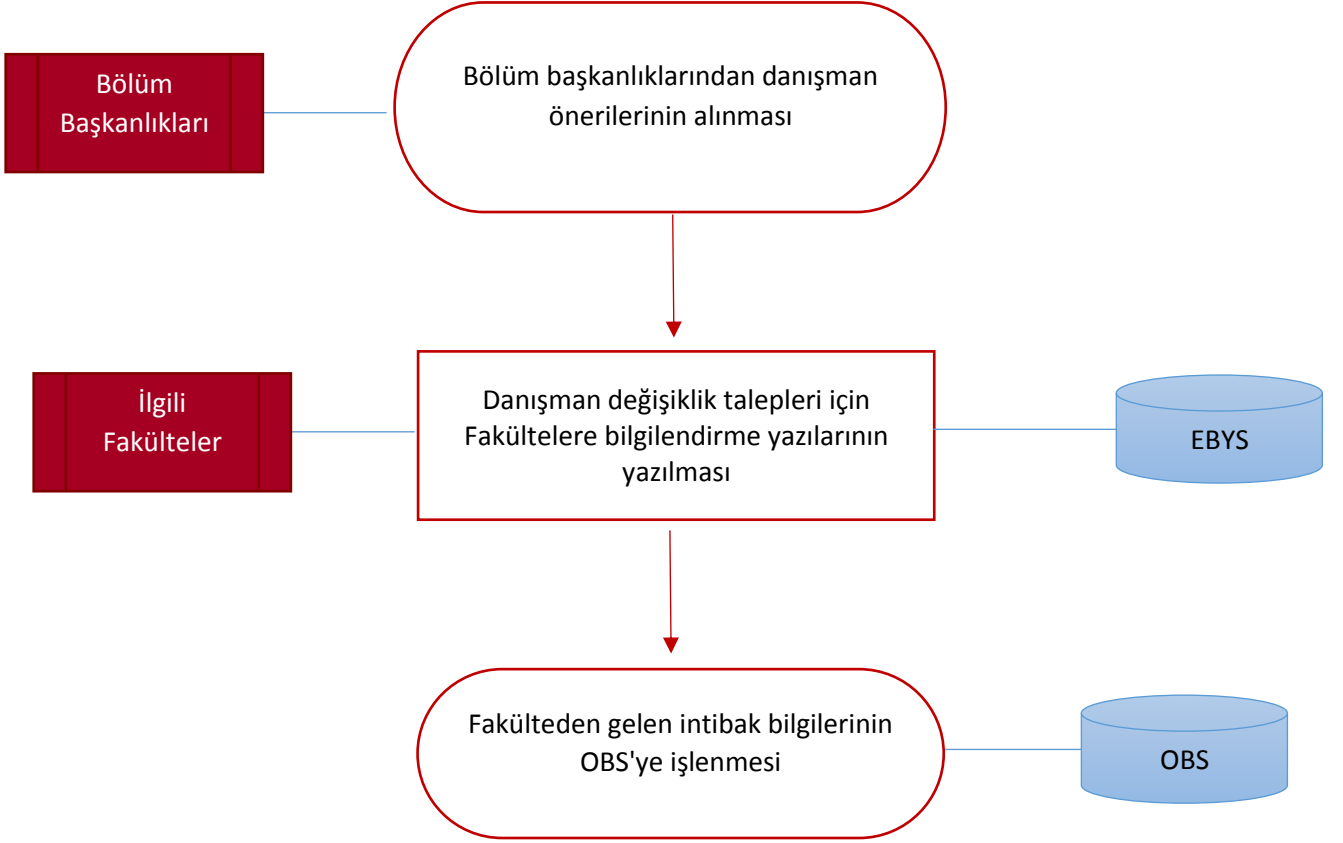 Bölüm
Başkanlıkları
Bölüm başkanlıklarından danışman
önerilerinin alınması
İlgili
Fakülteler
Danışman değişiklik talepleri için
Fakültelere bilgilendirme yazılarının
yazılması
EBYS
Fakülteden gelen intibak bilgilerinin
OBS'ye işlenmesi
OBS